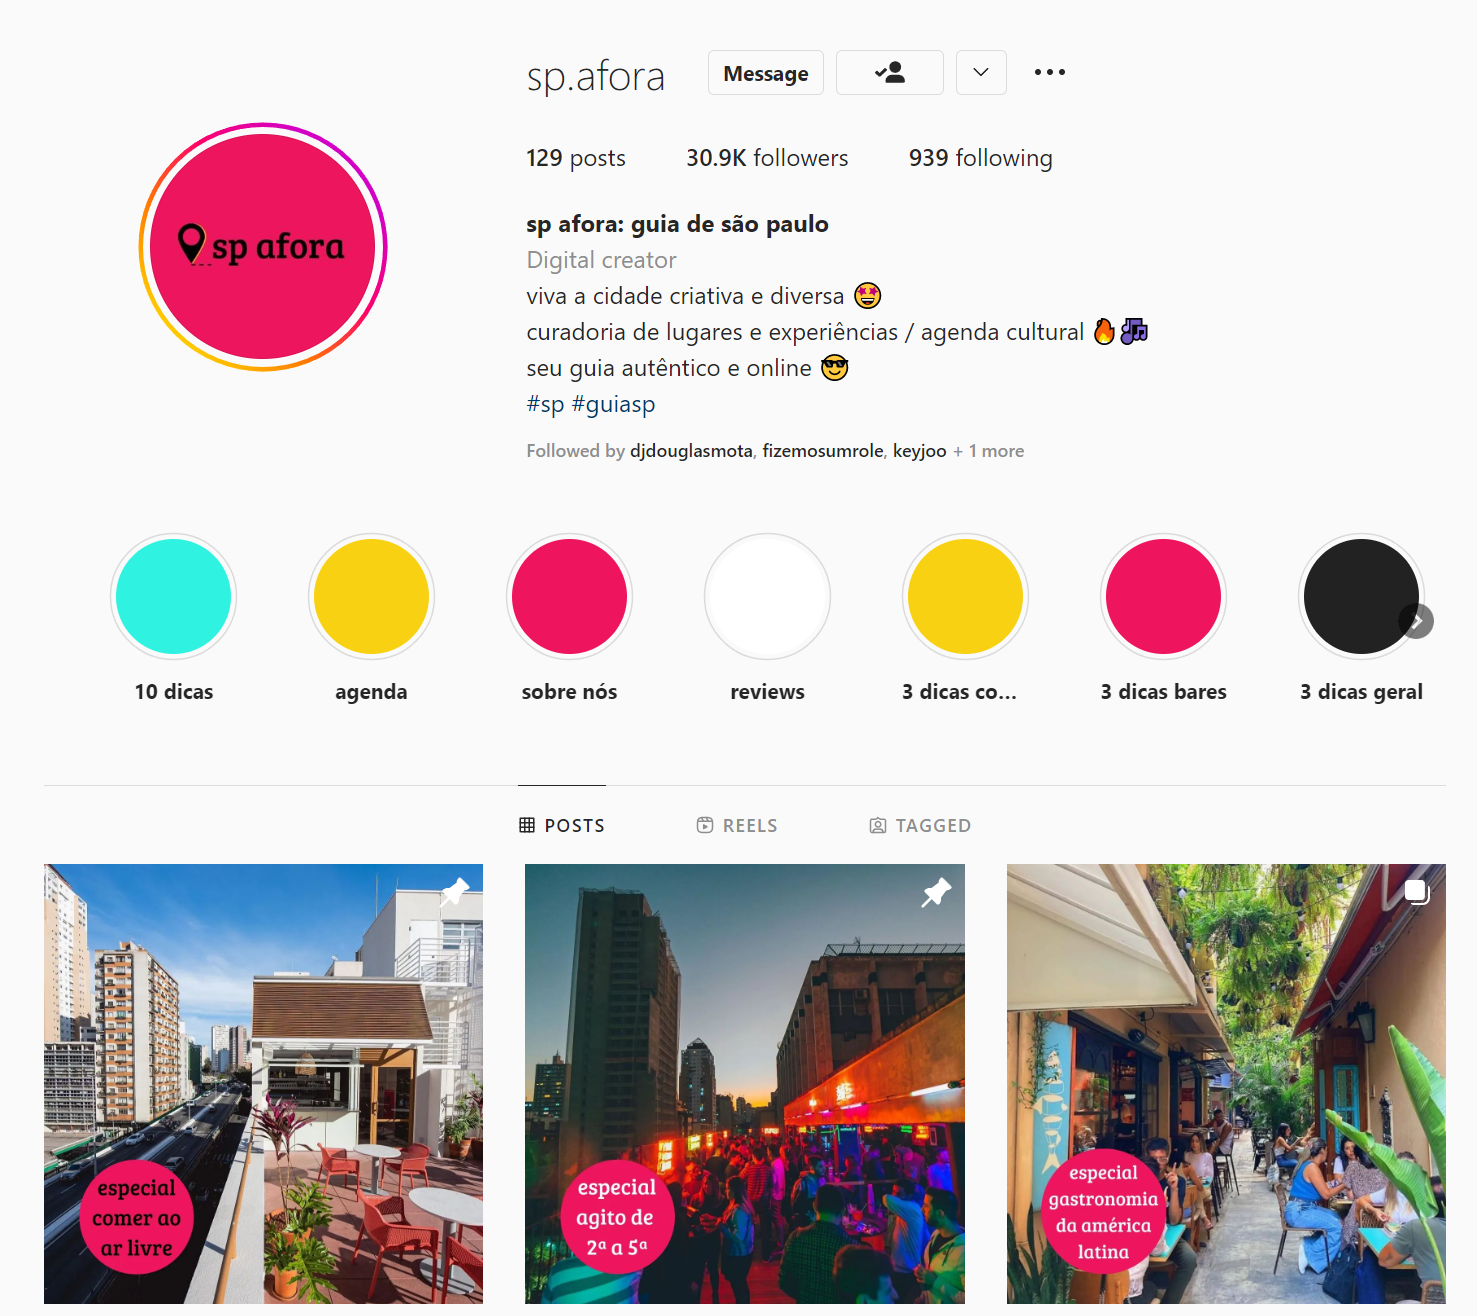 sp.afora
Message
129 posts
30.9K followers
939 following
sp afora
sp afora: guia de são paulo
Digital creator
viva a cidade criativa e diversa 🤩
curadoria de lugares e experiências / agenda cultural 🔥🎶
seu guia autêntico e online 😎
#sp #guiasp
Followed by djdouglasmota, fizemosumrole, keyjoo + 1 more
10 dicas
agenda
sobre nós
reviews
3 dicas co...
3 dicas bares
3 dicas geral
POSTS
REELS
TAGGED
especial
comer ao
ar livre
especial
agito de
2ª a 5ª
especial
gastronomia
da américa
latina